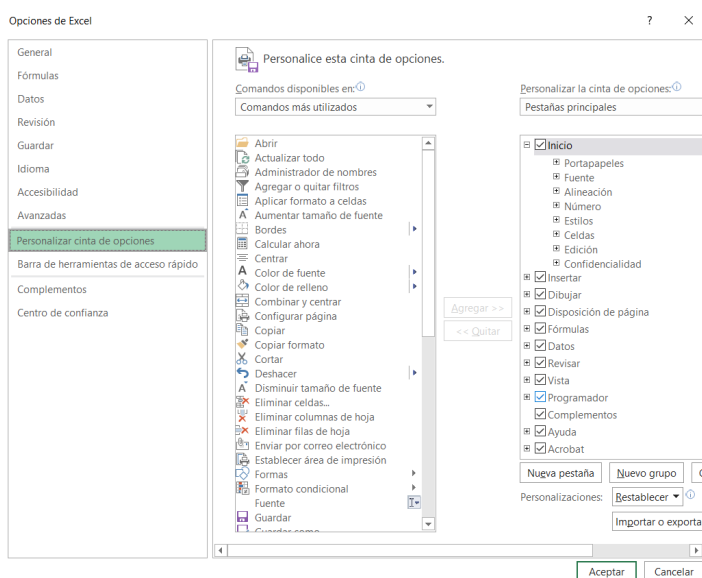 Opciones de Excel
?
General
Fórmulas
Datos
Revisión
Guardar
Idioma
Accesibilidad
Avanzadas
Personalizar cinta de opciones
Barra de herramientas de acceso rápido
Complementos
Centro de confianza
Personalice esta cinta de opciones.
Comandos disponibles en:
Comandos más utilizados
Abrir
Actualizar todo
Administrador de nombres
Agregar o quitar filtros
Aplicar formato a celdas
Aumentar tamaño de fuente
Bordes
Calcular ahora
Centrar
Color de fuente
Color de relleno
Combinar y centrar
Configurar página
Copiar
Copiar formato
Cortar
Deshacer
Disminuir tamaño de fuente
Eliminar celdas...
Eliminar columnas de hoja
Eliminar filas de hoja
Enviar por correo electrónico
Establecer área de impresión
Formas
Formato condicional
Fuente
Guardar
Guardar como
Agregar >>
<< Quitar
Personalizar la cinta de opciones:
Pestañas principales
Inicio
Portapapeles
Fuente
Alineación
Número
Estilos
Celdas
Edición
Confidencialidad
Insertar
Dibujar
Disposición de página
Fórmulas
Datos
Revisar
Vista
Programador
Complementos
Ayuda
Acrobat
Nueva pestaña
Nuevo grupo
Personalizaciones:
Restablecer
Importar o exporta
Aceptar
Cancelar